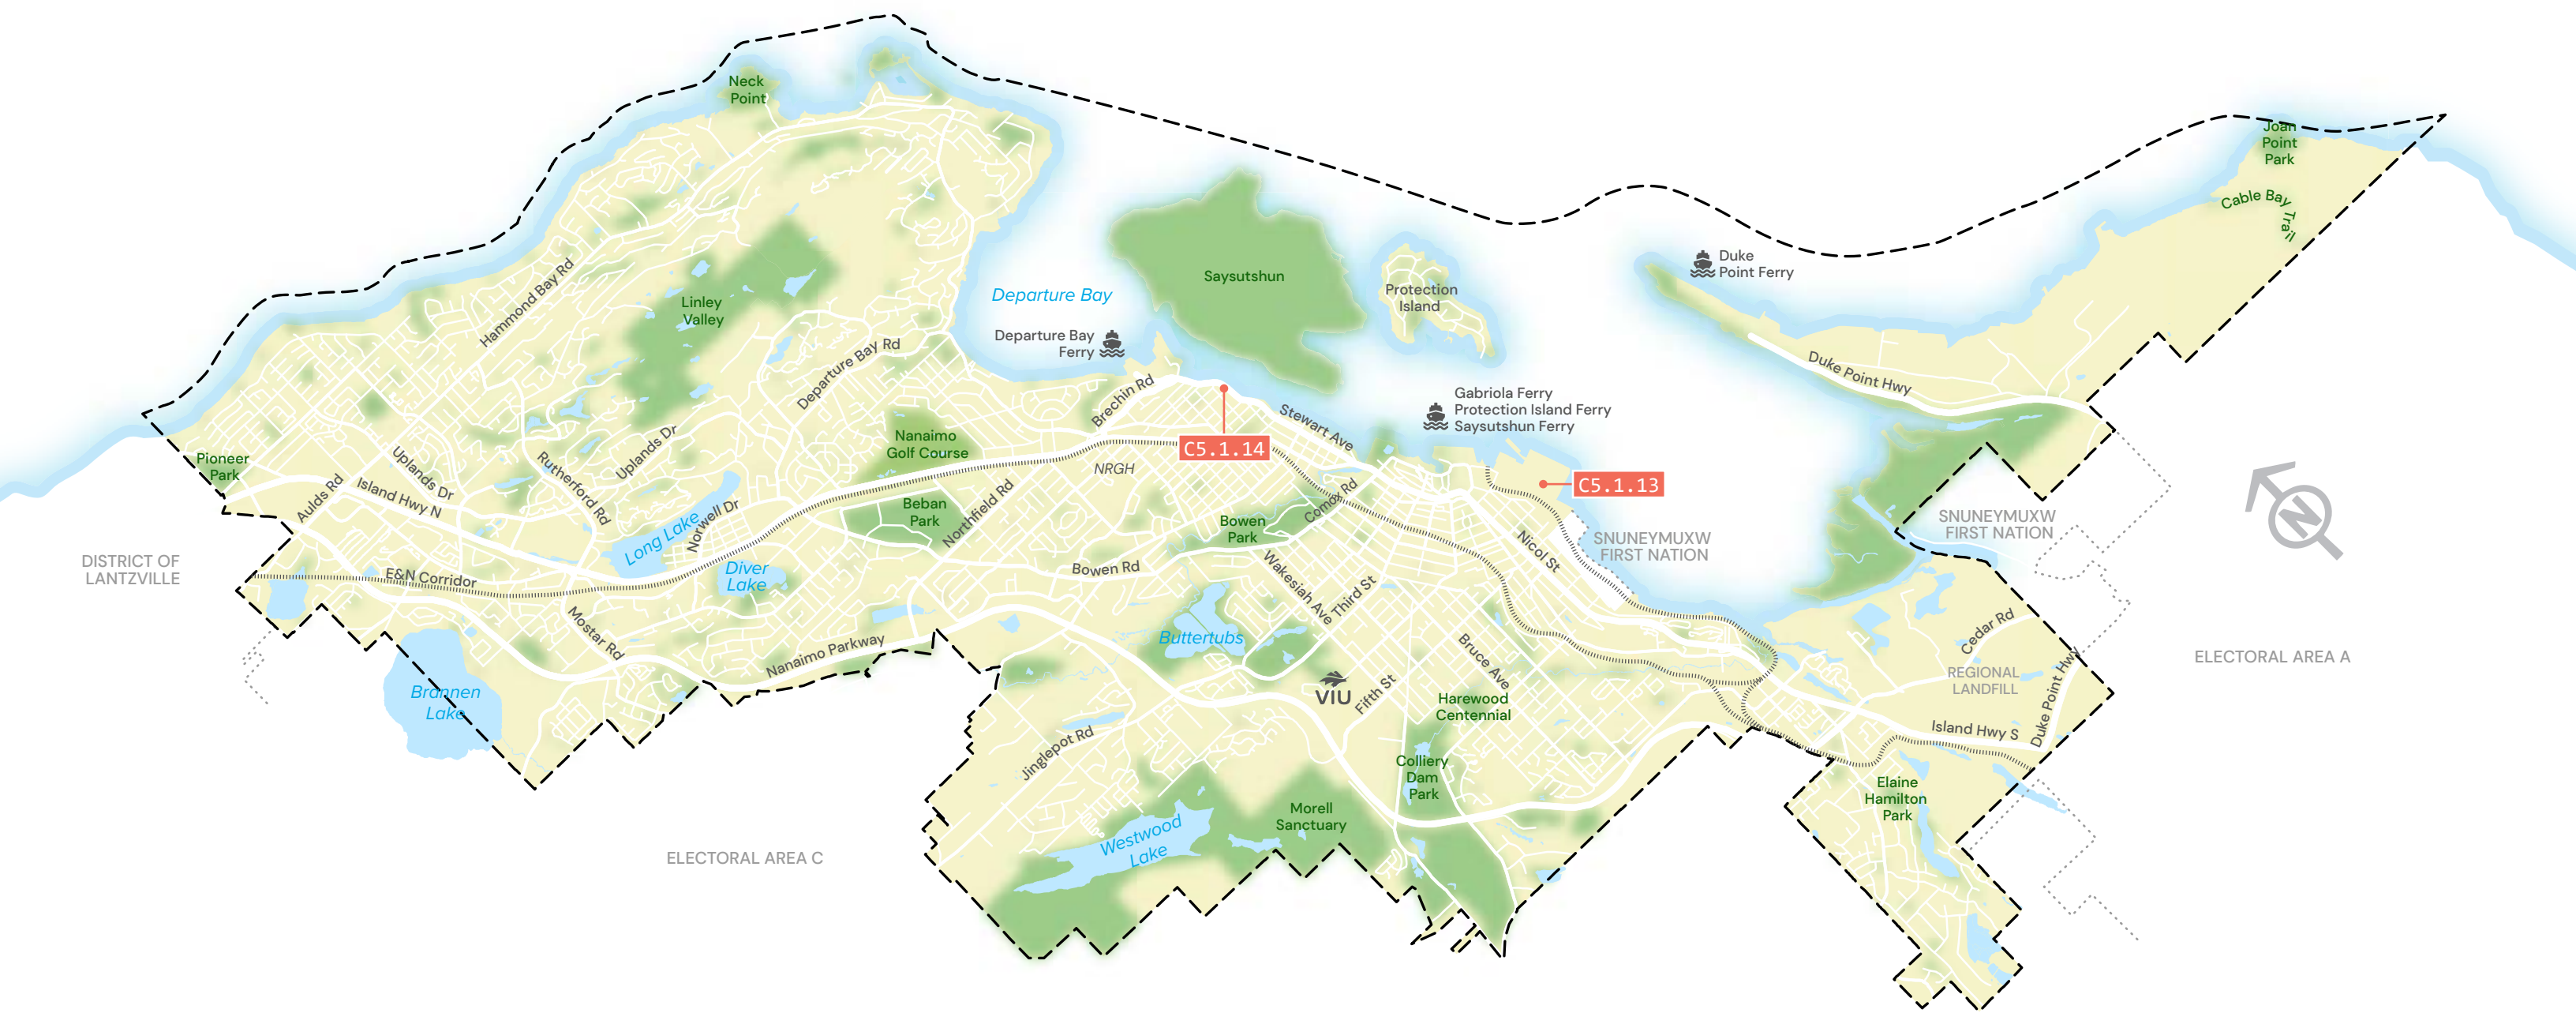 Neck
Point
Joan
Point
Park
Cable Bay Trail
Hammond Bay Rd
Linley
Valley
Departure Bay
Departure Bay
Ferry
Saysutshun
Protection
Island
Duke
Point Ferry
Duke Point Hwy
Departure Bay Rd
Brechin Rd
Stewart Ave
Gabriola Ferry
Protection Island Ferry
Saysutshun Ferry
C5.1.14
C5.1.13
Nanaimo
Golf Course
NRGH
Pioneer
Park
Aulds Rd
Island Hwy N
Uplands Dr
Rutherford Rd
Uplands Dr
Long Lake
Norwell Dr
Beban
Park
Northfield Rd
Bowen
Park
Comox Rd
Nicol St
SNUNEYMUXW
FIRST NATION
SNUNEYMUXW
FIRST NATION
N
DISTRICT OF
LANTZVILLE
E&N Corridor
Diver
Lake
Bowen Rd
Wakesiah Ave
Third St
Mostar Rd
Nanaimo Parkway
Buttertubs
VIU
Fifth St
Bruce Ave
Harewood
Centennial
Cedar Rd
REGIONAL
LANDFILL
Duke Point Hwy
Island Hwy S
ELECTORAL AREA A
Brannen
Lake
Jinglepot Rd
Colliery
Dam
Park
Elaine
Hamilton
Park
Morell
Sanctuary
Westwood
Lake
ELECTORAL AREA C